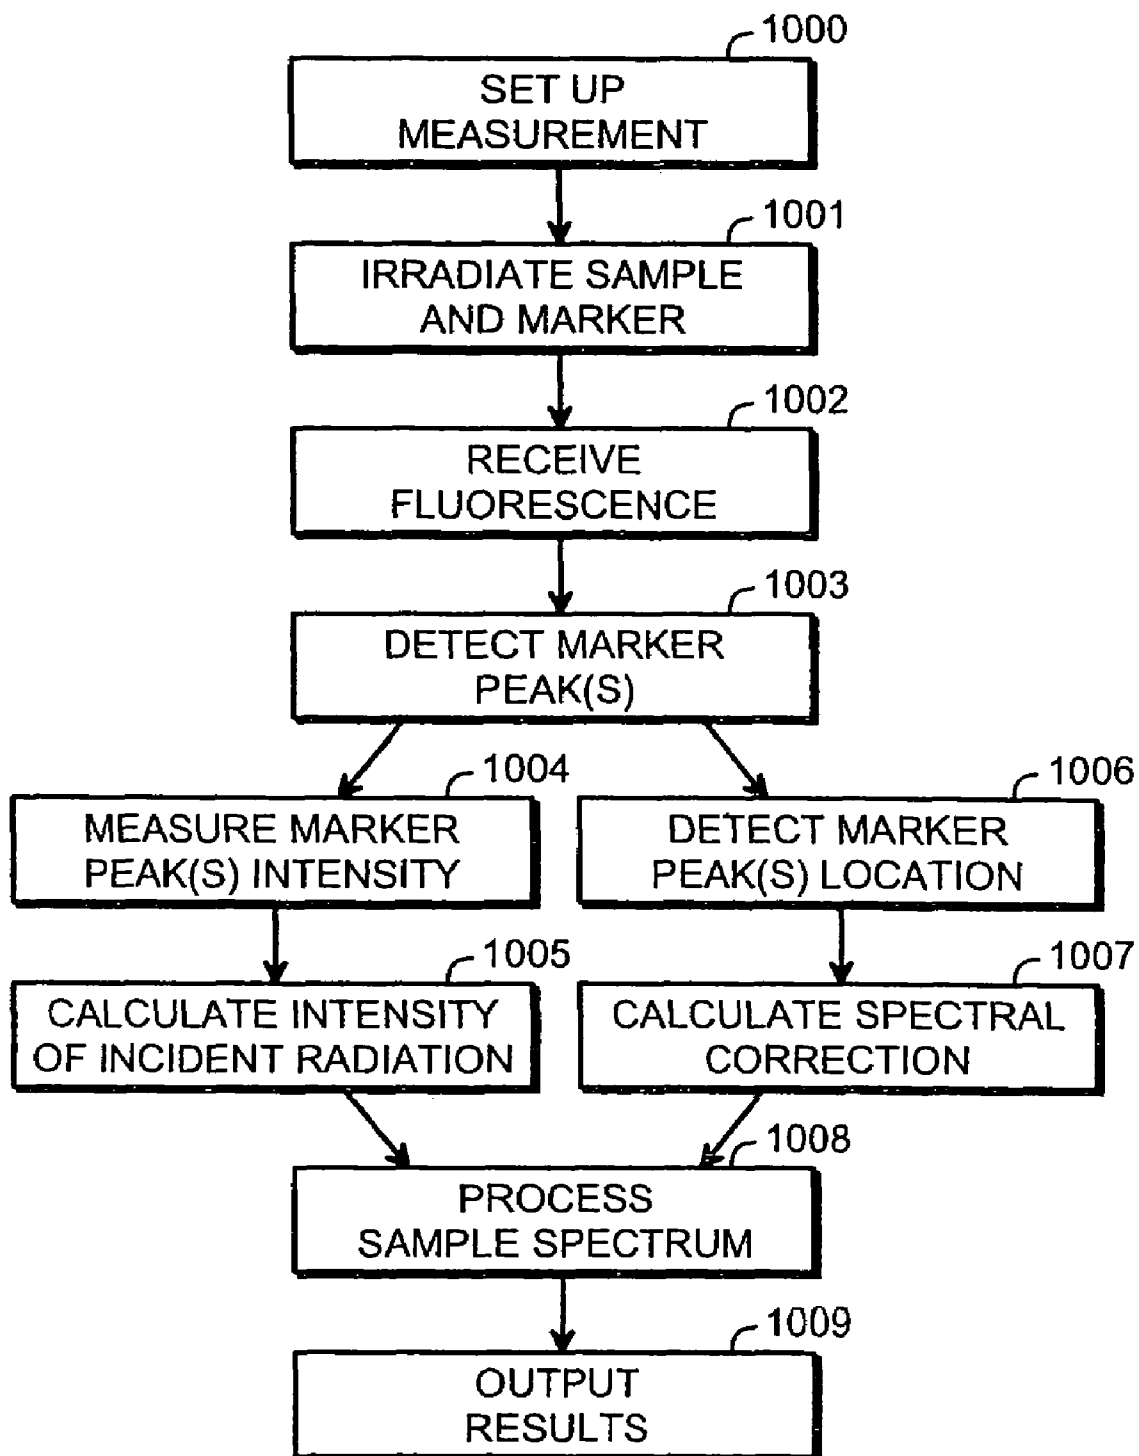 1000
SET UP
MEASUREMENT
1001
IRRADIATE SAMPLE
AND MARKER
1002
RECEIVE
FLUORESCENCE
1003
DETECT MARKER
PEAK(S)
1004
MEASURE MARKER
PEAK(S) INTENSITY
1005
CALCULATE INTENSITY
OF INCIDENT RADIATION
1006
DETECT MARKER
PEAK(S) LOCATION
1007
CALCULATE SPECTRAL
CORRECTION
1008
PROCESS
SAMPLE SPECTRUM
1009
OUTPUT
RESULTS